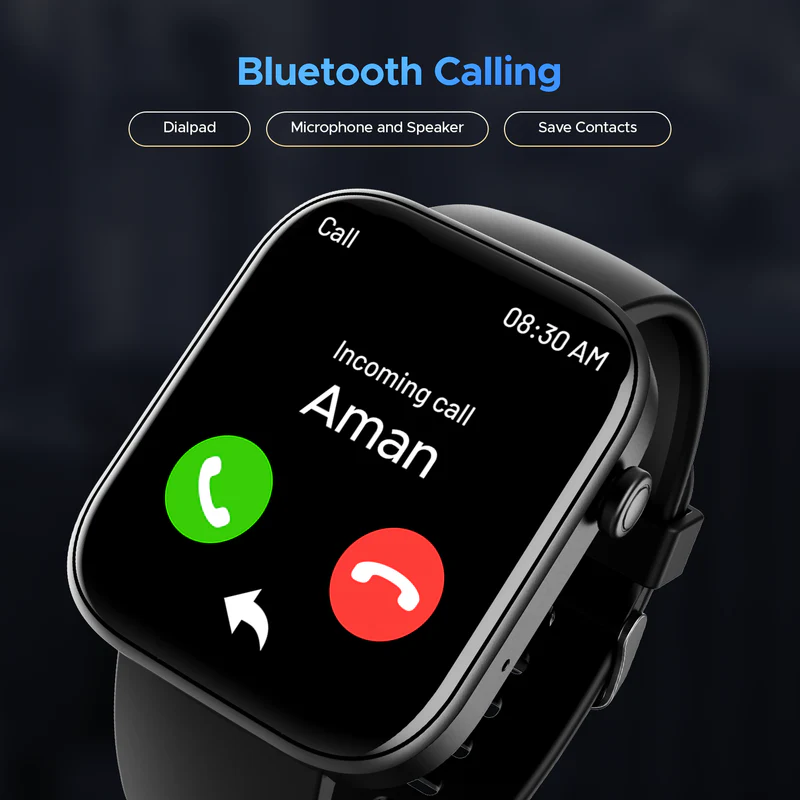 Bluetooth Calling
Dialpad
Microphone and Speaker
Save Contacts
Call
08:30 AM
Incoming call
Aman